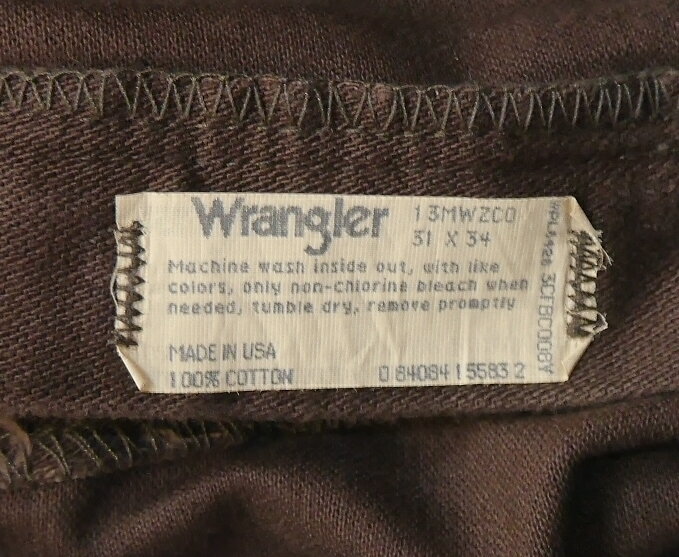 Wrangler
13MWZCO
31 X 34
Machine wash inside out, with like
colors, only non-chlorine bleach when
needed, tumble dry, remove promptly
MADE IN USA
100% COTTON
0 84084 15583 2